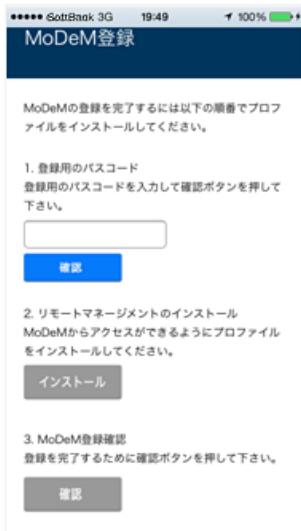 ●●●●● SoftBank 3G 19:49 100%
MoDeM登録
MoDeMの登録を完了するには以下の順番でプロフ
ァイルをインストールしてください。
1. 登録用のパスコード
登録用のパスコードを入力して確認ボタンを押して
下さい。
確認
2. リモートマネージメントのインストール
MoDeMからアクセスができるようにプロファイル
をインストールしてください。
インストール
3. MoDeM登録確認
登録を完了するために確認ボタンを押して下さい。
確認